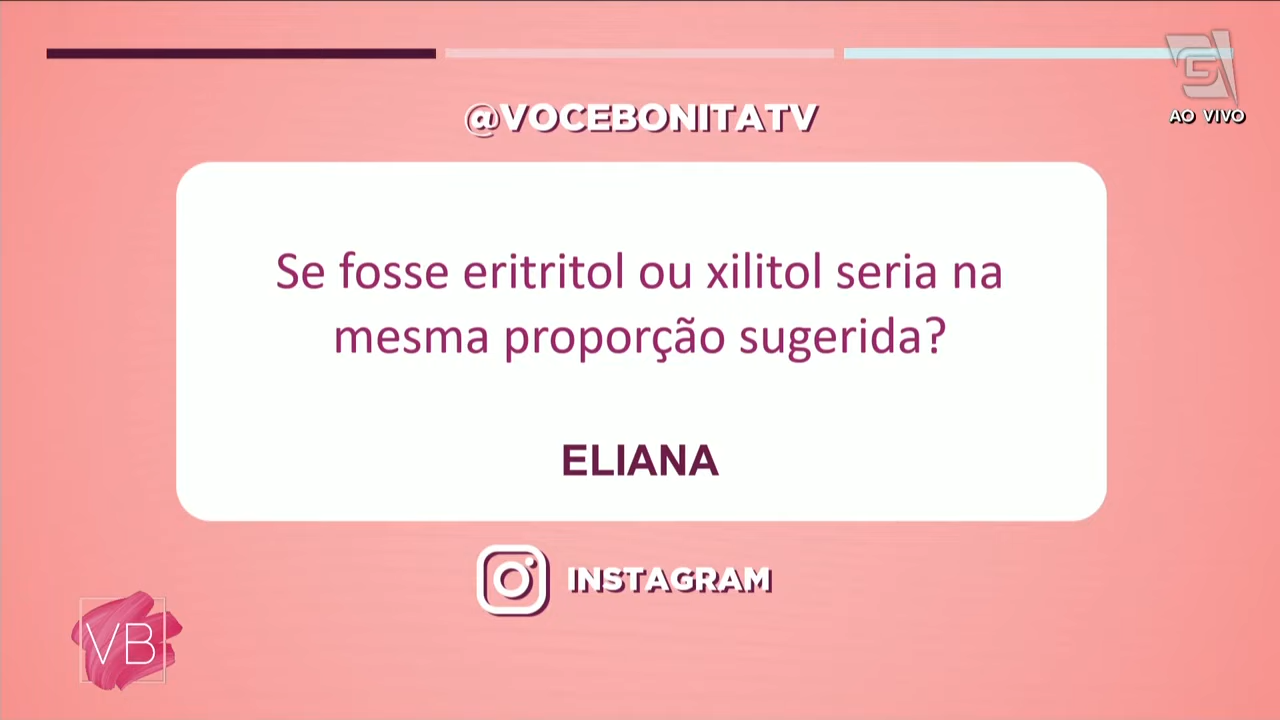 @VOCEBONITATV
AO VIVO
Se fosse eritritol ou xilitol seria na
mesma proporção sugerida?
ELIANA
INSTAGRAM
VB